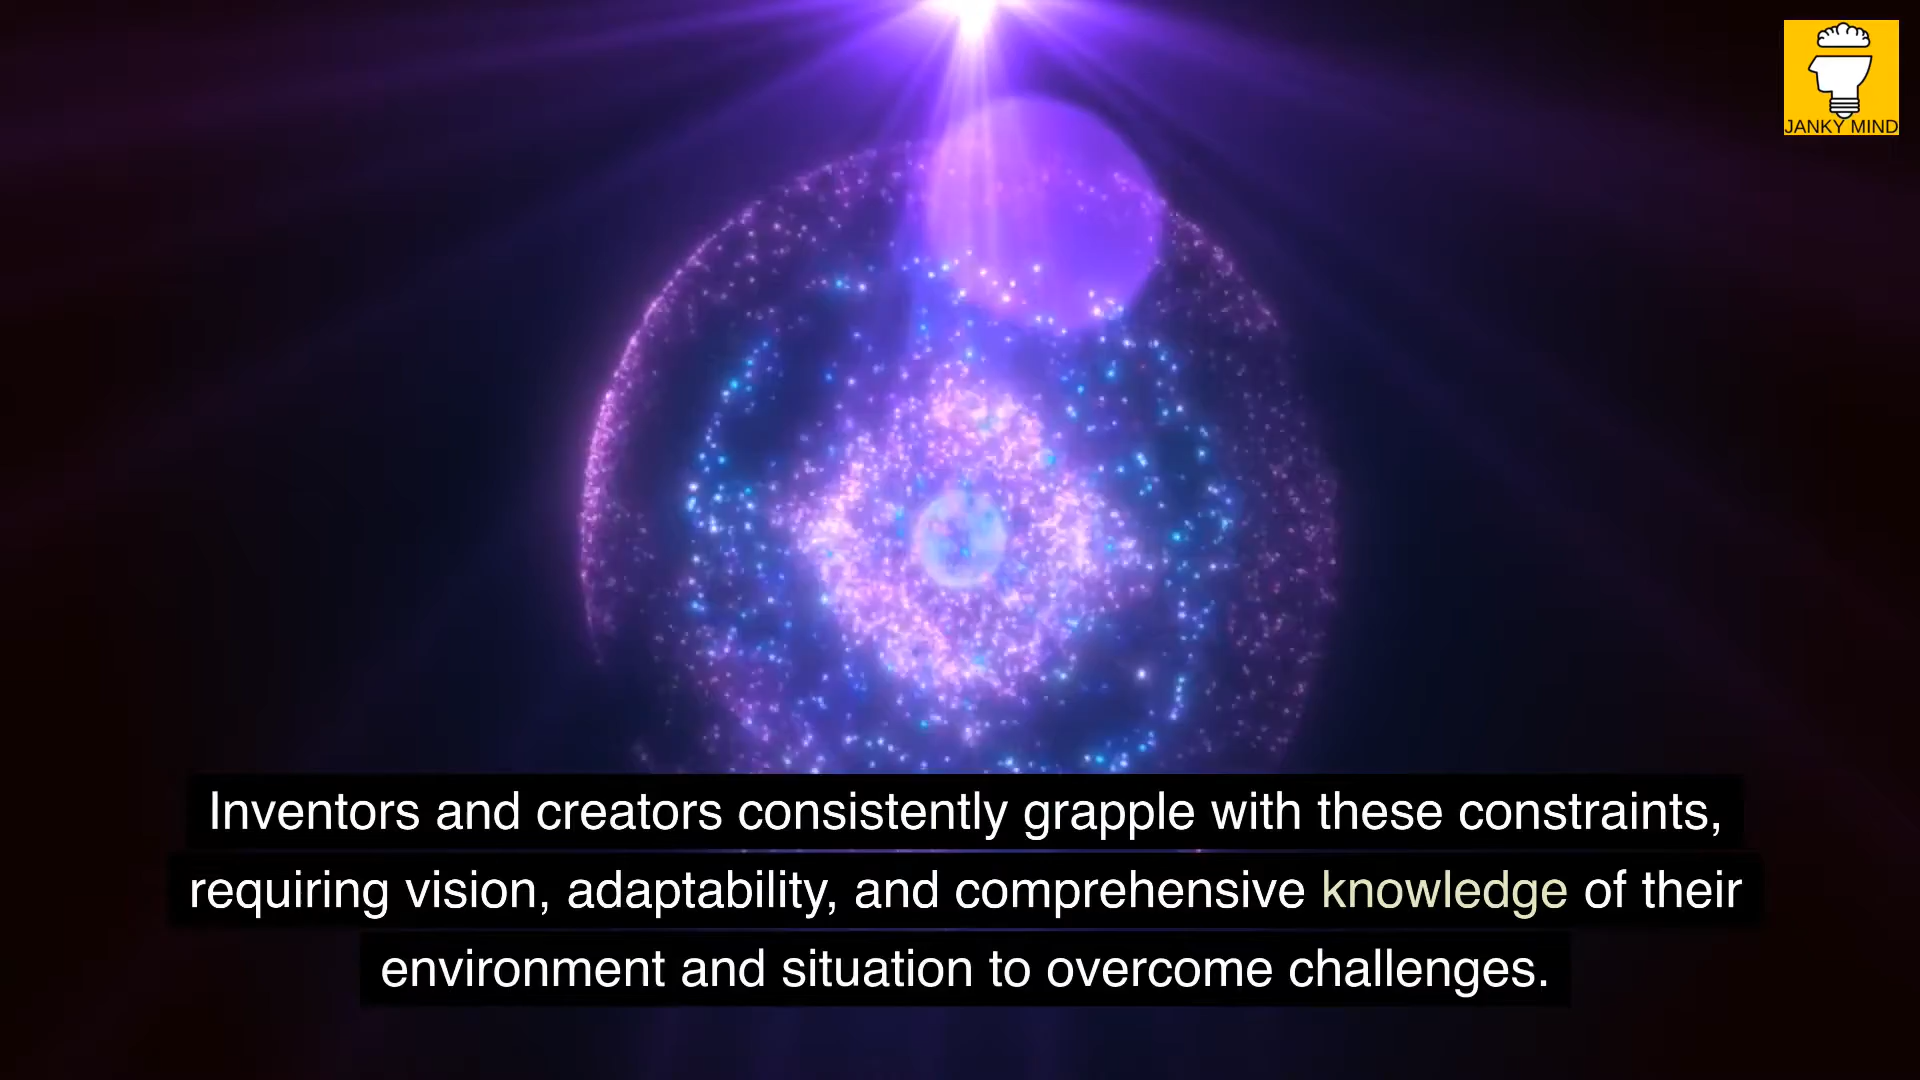 JANKY MIND
Inventors and creators consistently grapple with these constraints,
requiring vision, adaptability, and comprehensive knowledge of their
environment and situation to overcome challenges.